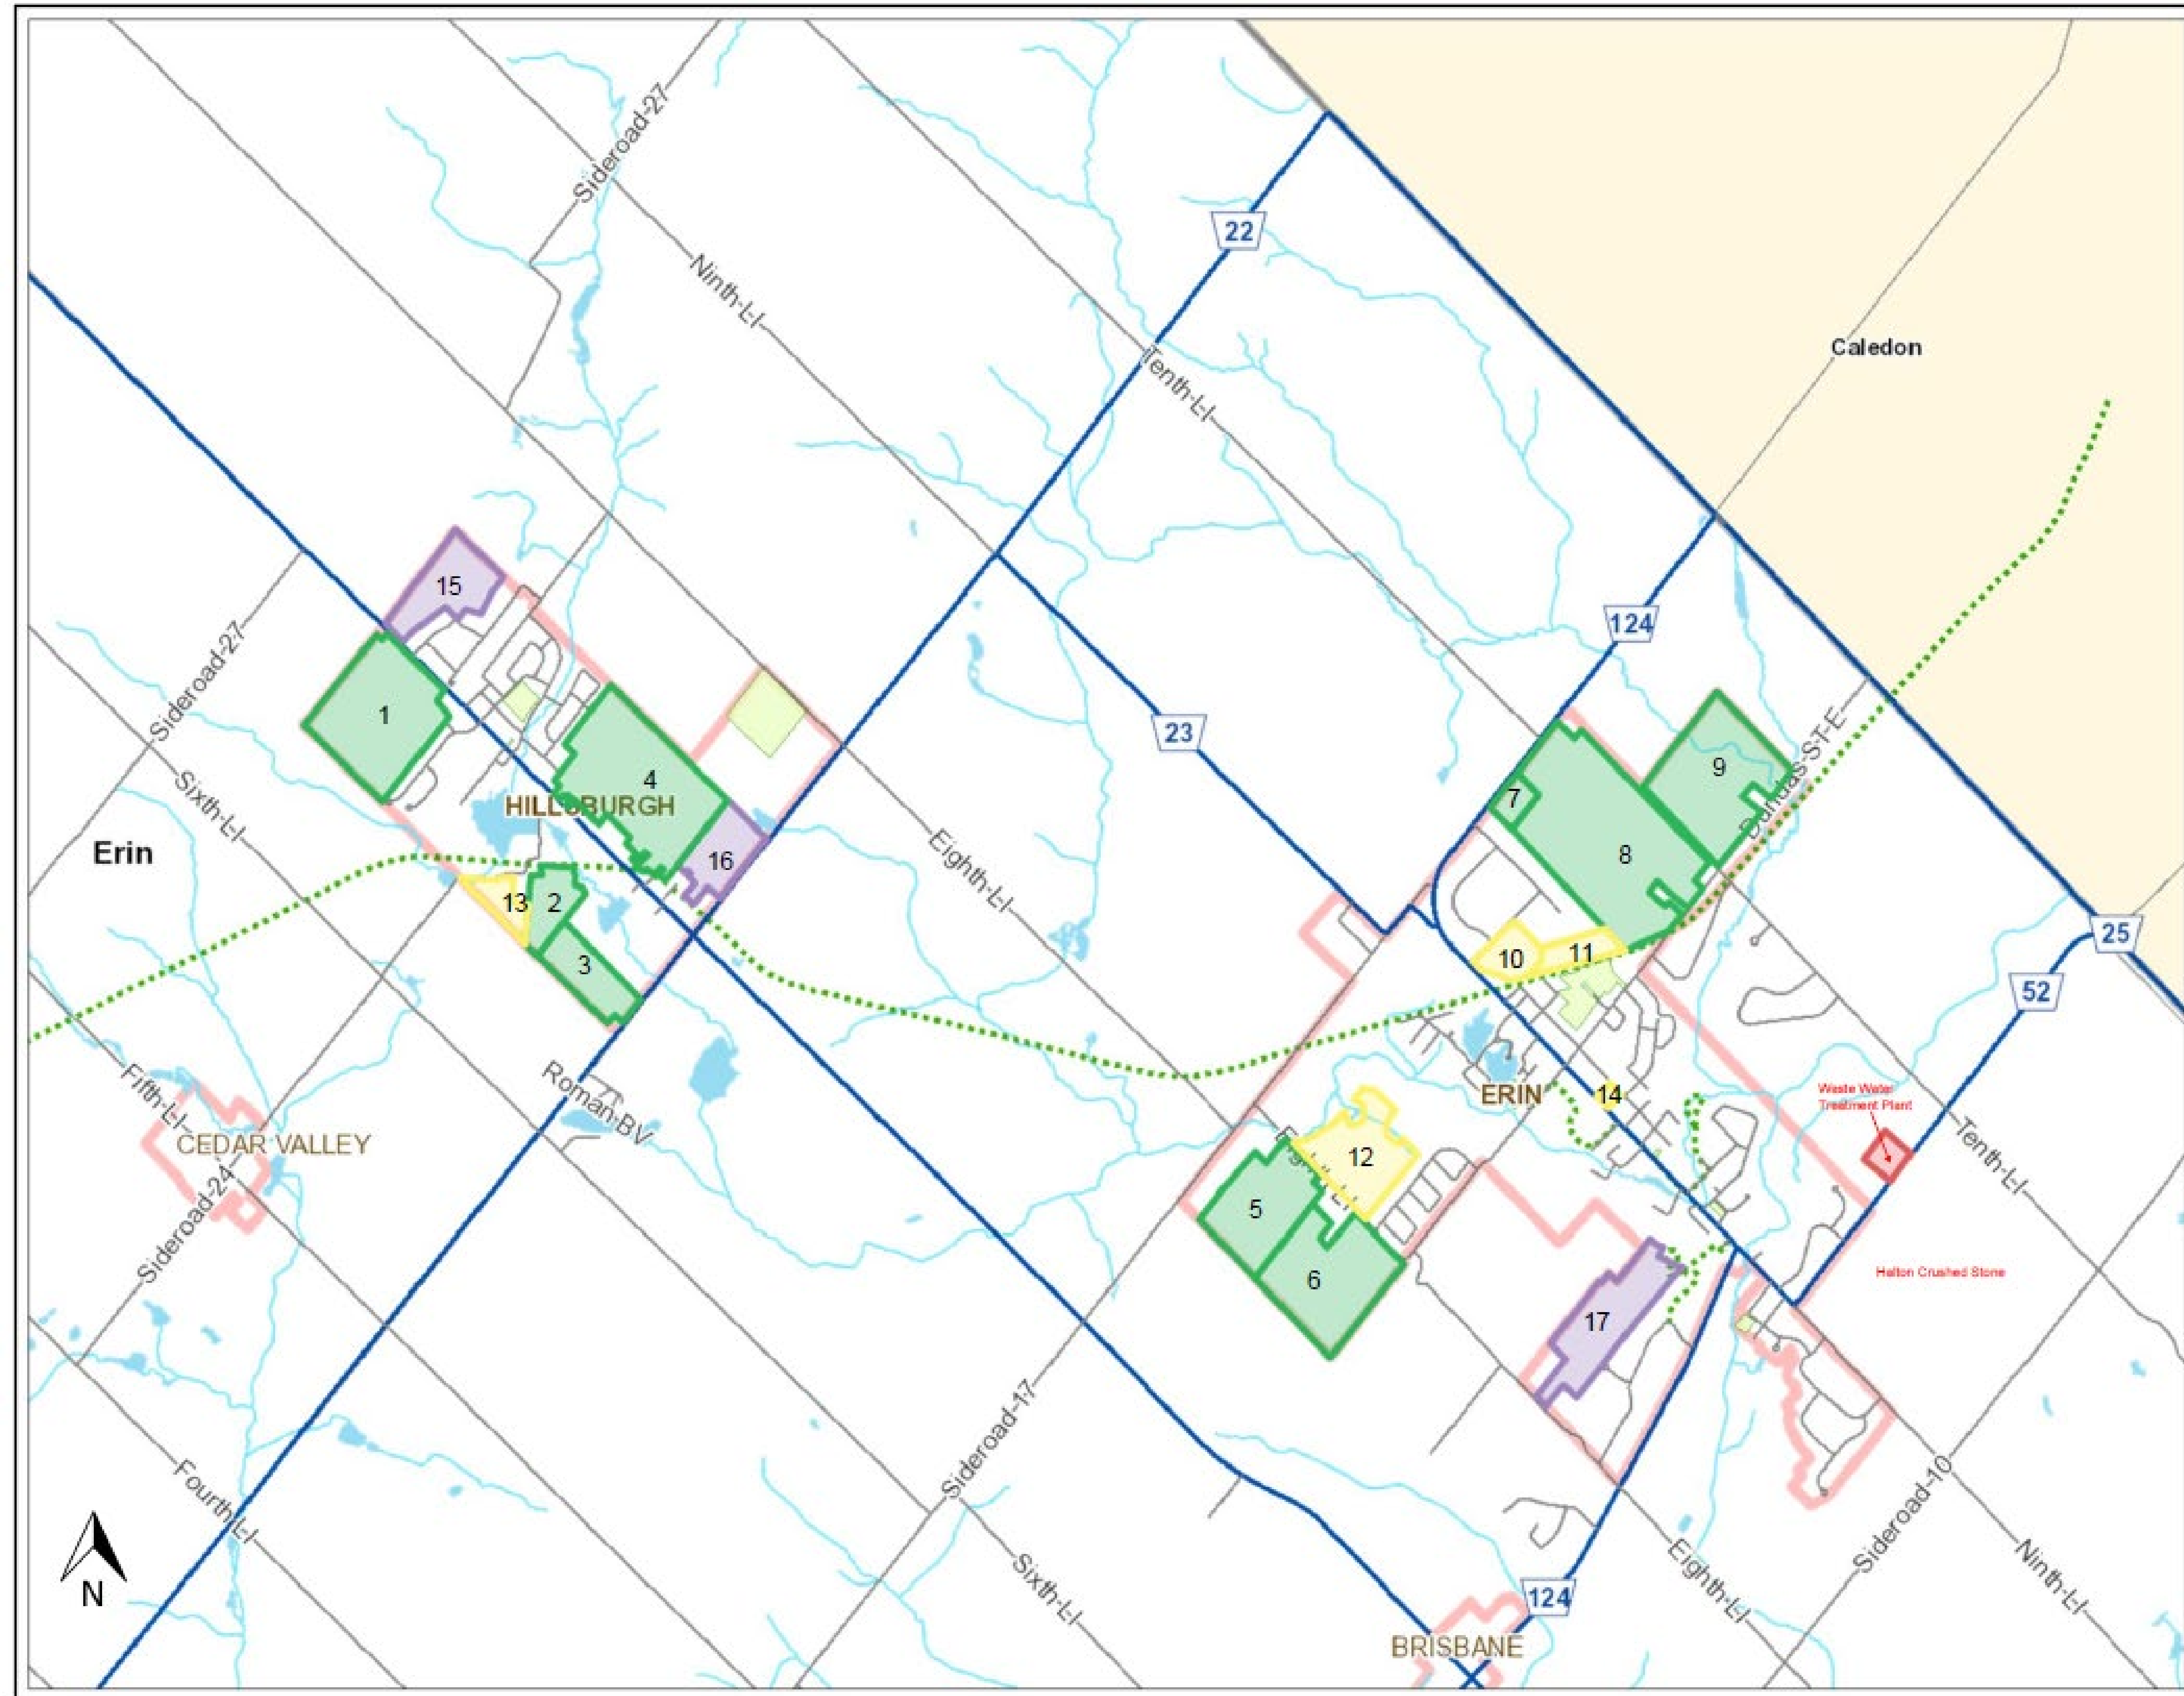 Sideroad-27
22
Ninth-LI
Caledon
Tenth-LI
15
124
Sideroad-27
1
23
Dundas-ST-E
9
4
7
HILLSBURGH
Sixth-LI
Erin
8
16
Eighth-LI
13
2
25
11
10
3
52
Roman-BV
Fifth-LI
ERIN
14
Waste Water
Treatment Plant
CEDAR VALLEY
12
Eighth-LI
Tenth-LI
5
Sideroad-24
6
Halton Crushed Stone
17
Sideroad-17
Fourth-LI
Sideroad-10
Sixth-LI
Eighth-LI
Ninth-LI
N
124
BRISBANE